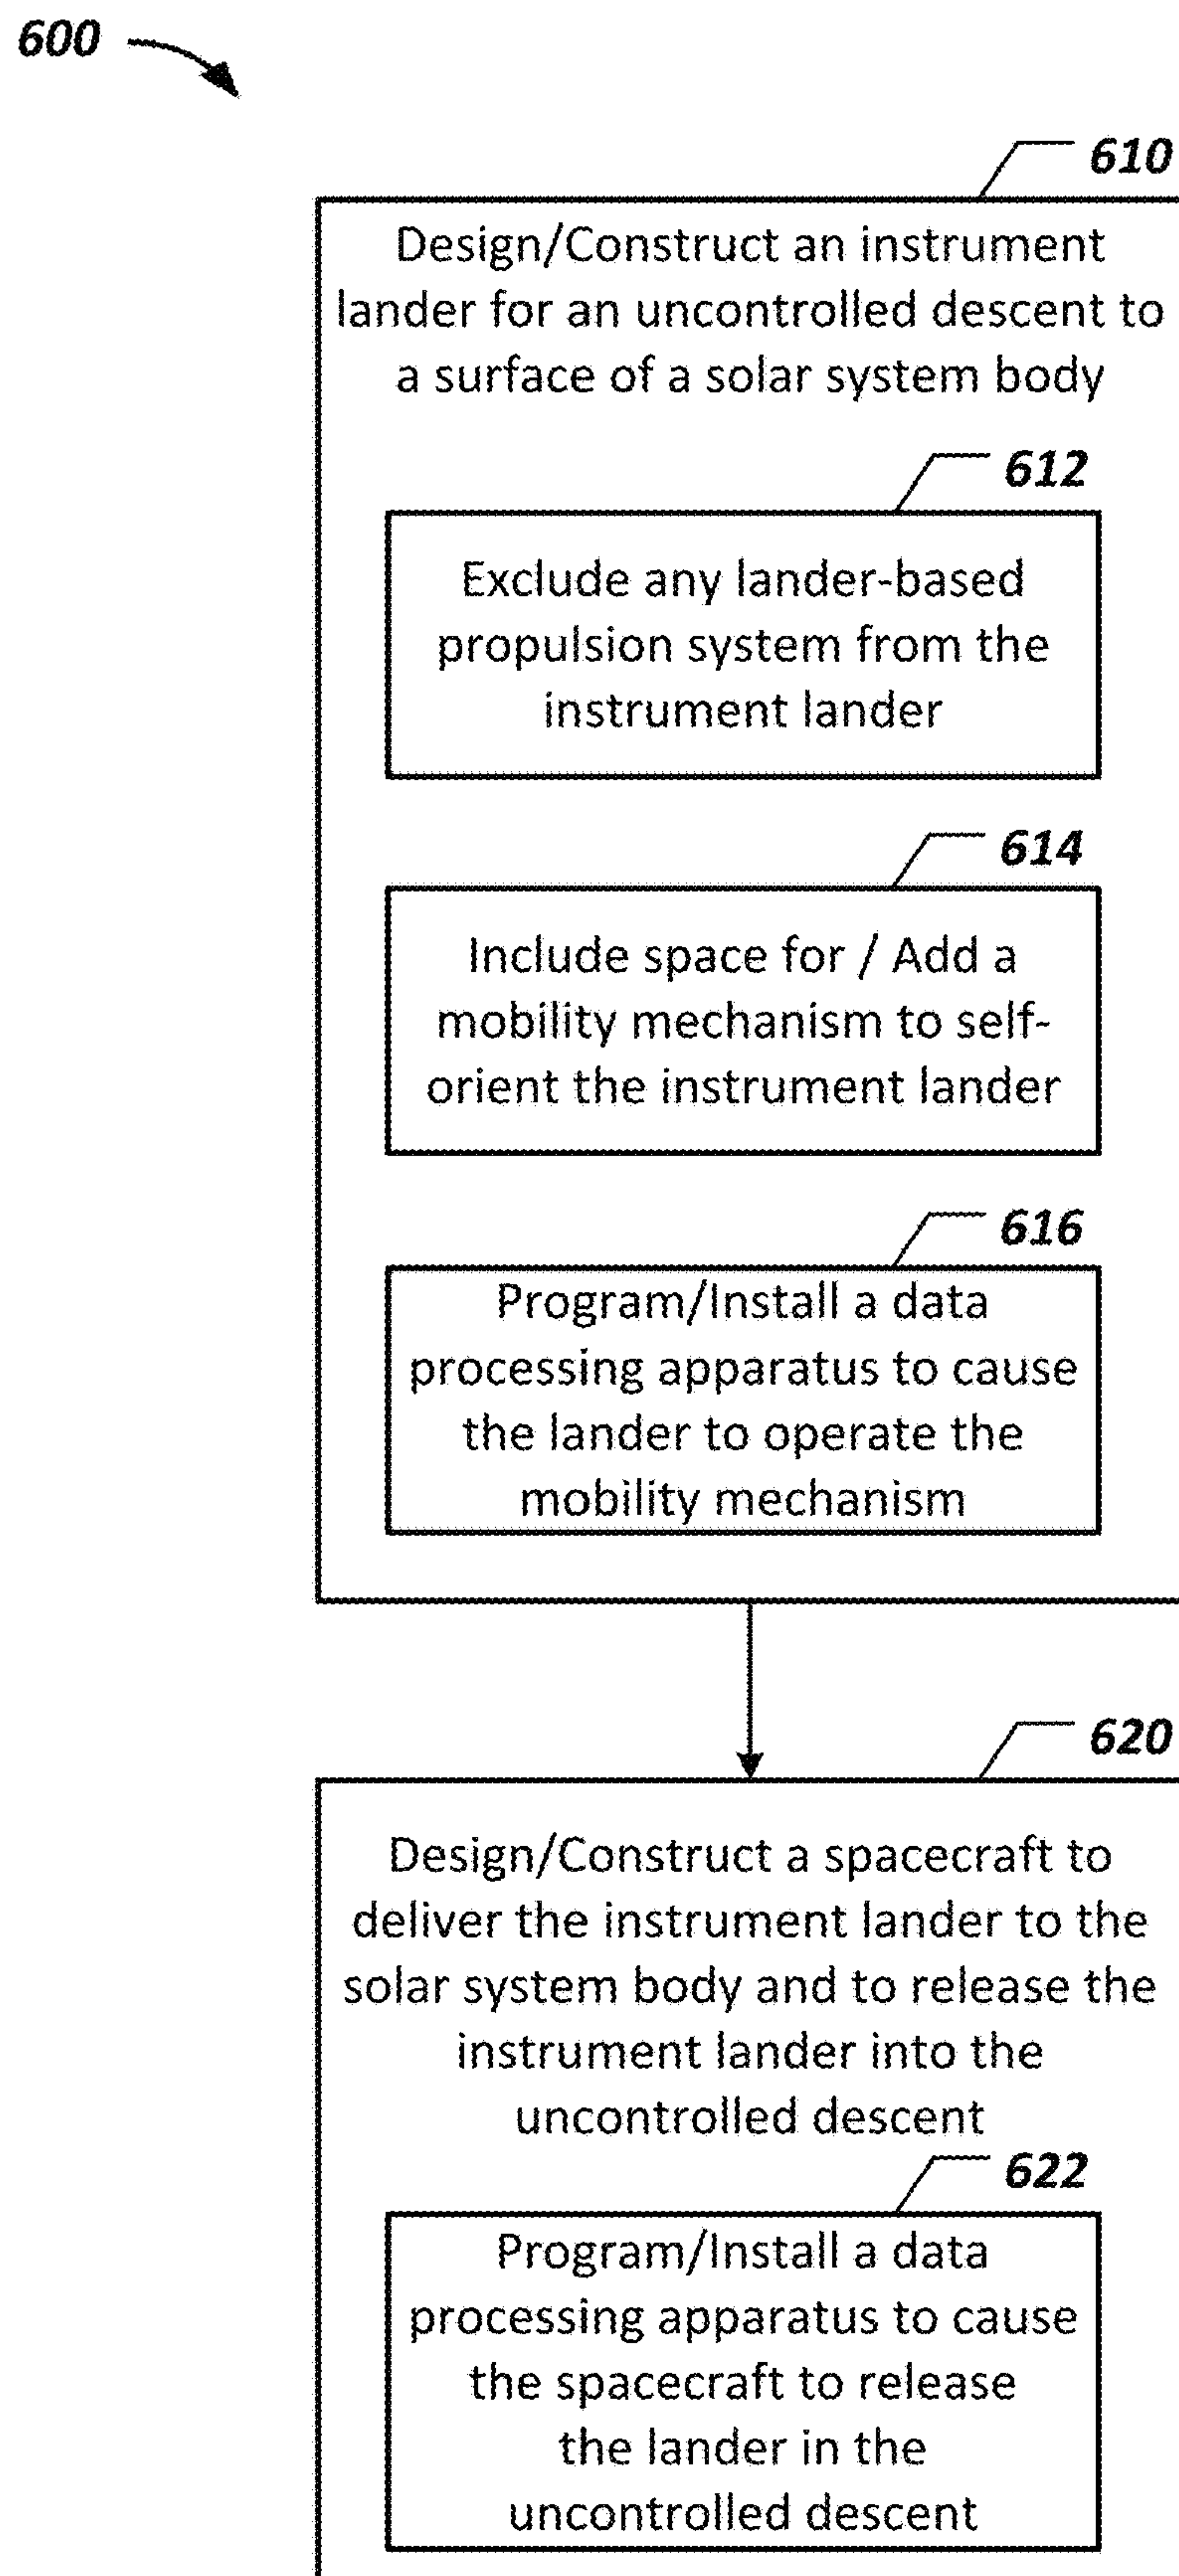 600
610
Design/Construct an instrument
lander for an uncontrolled descent to
a surface of a solar system body
612
Exclude any lander-based
propulsion system from the
instrument lander
614
Include space for / Add a
mobility mechanism to self-
orient the instrument lander
616
Program/Install a data
processing apparatus to cause
the lander to operate the
mobility mechanism
620
Design/Construct a spacecraft to
deliver the instrument lander to the
solar system body and to release the
instrument lander into the
uncontrolled descent
622
Program/Install a data
processing apparatus to cause
the spacecraft to release
the lander in the
uncontrolled descent